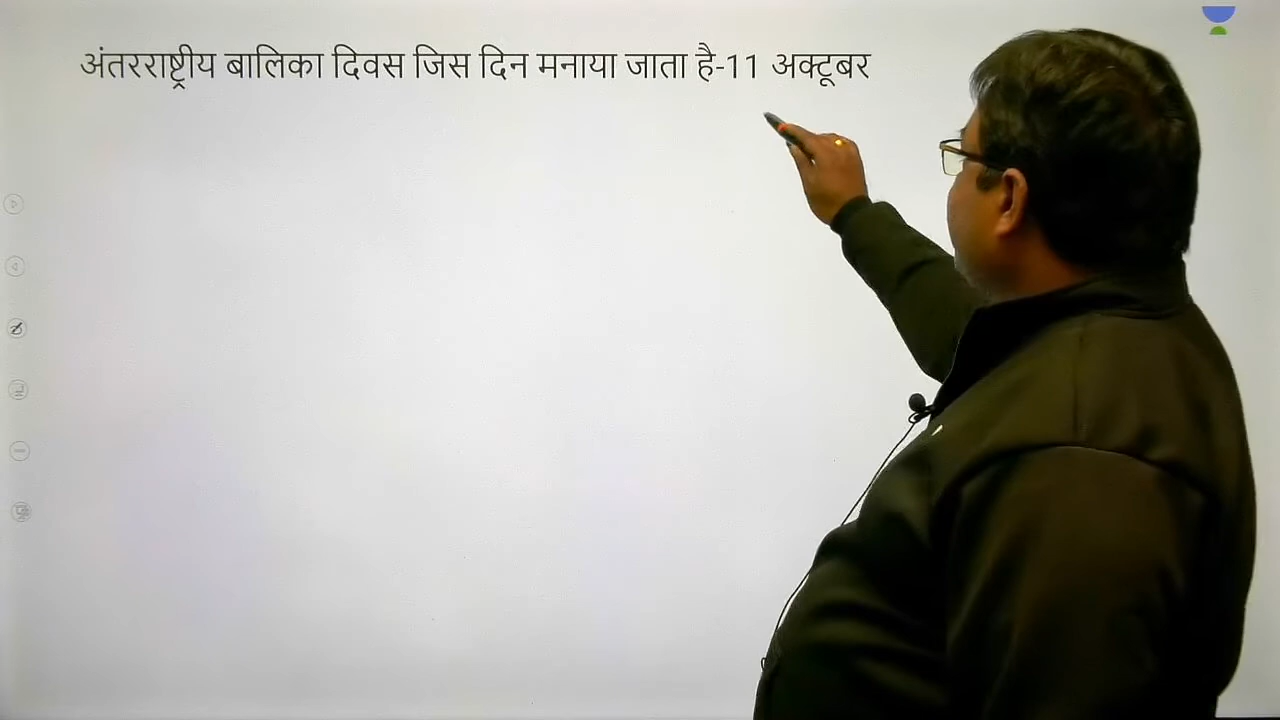 अंतरराष्ट्रीय बालिका दिवस जिस दिन मनाया जाता है-11 अक्टूबर